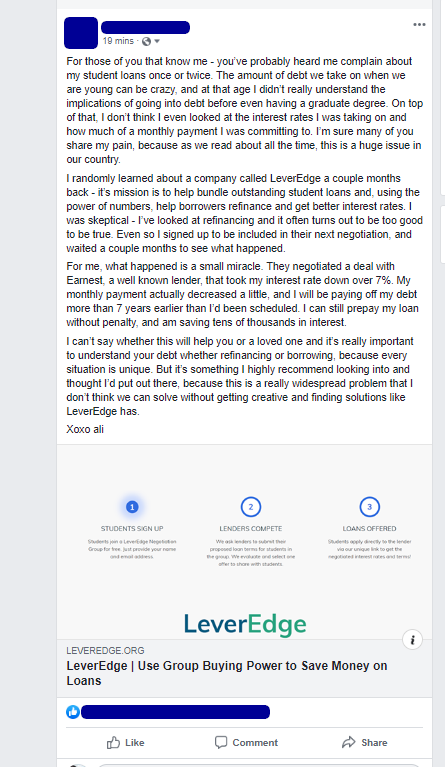 19 mins ·
For those of you that know me - you've probably heard me complain about
my student loans once or twice. The amount of debt we take on when we
are young can be crazy, and at that age I didn't really understand the
implications of going into debt before even having a graduate degree. On top
of that, I don't think I even looked at the interest rates I was taking on and
how much of a monthly payment I was committing to. I'm sure many of you
share my pain, because as we read about all the time, this is a huge issue in
our country.
I randomly learned about a company called LeverEdge a couple months
back - it's mission is to help bundle outstanding student loans and, using the
power of numbers, help borrowers refinance and get better interest rates. I
was skeptical - I've looked at refinancing and it often turns out to be too good
to be true. Even so I signed up to be included in their next negotiation, and
waited a couple months to see what happened.
For me, what happened is a small miracle. They negotiated a deal with
Earnest, a well known lender, that took my interest rate down over 7%. My
monthly payment actually decreased a little, and I will be paying off my debt
more than 7 years earlier than I'd been scheduled. I can still prepay my loan
without penalty, and am saving tens of thousands in interest.
I can't say whether this will help you or a loved one and it's really important
to understand your debt whether refinancing or borrowing, because every
situation is unique. But it's something I highly recommend looking into and
thought I'd put out there, because this is a really widespread problem that I
don't think we can solve without getting creative and finding solutions like
LeverEdge has.
Xoxo ali
1
STUDENTS SIGN UP
Students join a LeverEdge Negotiation
Group for free. Just provide your name
and email address.
2
LENDERS COMPETE
We ask lenders to submit their
proposed loan terms for students in
the group. We evaluate and select one
offer to share with students.
3
LOANS OFFERED
Students apply directly to the lender
via our unique link to get the
negotiated interest rates and terms!
LeverEdge
LEVEREDGE.ORG
LeverEdge | Use Group Buying Power to Save Money on
Loans
Like
Comment
Share